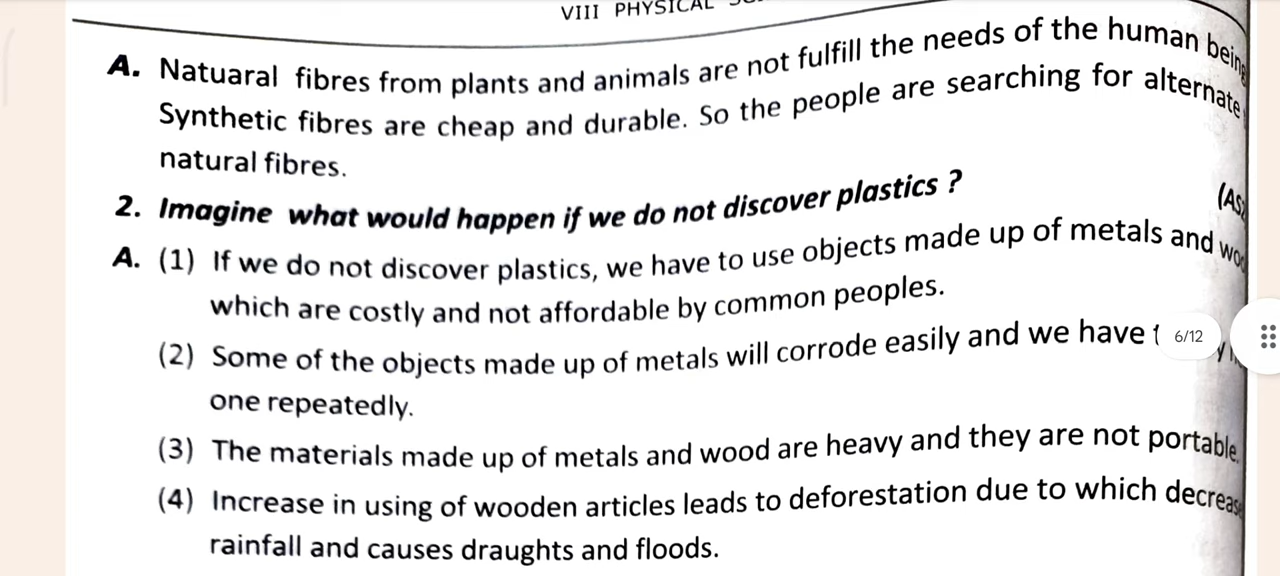 VIII PHYSICAL
A. Natuaral fibres from plants and animals are not fulfill the needs of the human being
Synthetic fibres are cheap and durable. So the people are searching for alternate
natural fibres.
2. Imagine what would happen if we do not discover plastics ?
A. (1) If we do not discover plastics, we have to use objects made up of metals and
which are costly and not affordable by common peoples.
(2) Some of the objects made up of metals will corrode easily and we have
6/12
one repeatedly.
(3) The materials made up of metals and wood are heavy and they are not portable.
(4) Increase in using of wooden articles leads to deforestation due to which decrease
rainfall and causes draughts and floods.